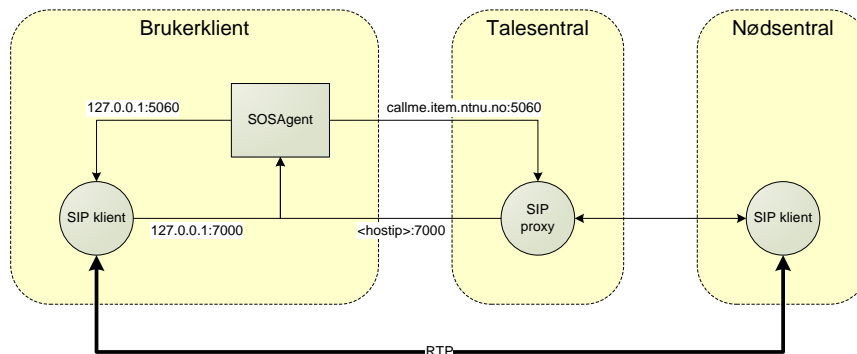 Brukerklient
Talesentral
Nødsentral
127.0.0.1:5060
callme.item.ntnu.no:5060
SOSAgent
SIP klient
SIP
proxy
SIP klient
127.0.0.1:7000
<hostip>:7000
RTP